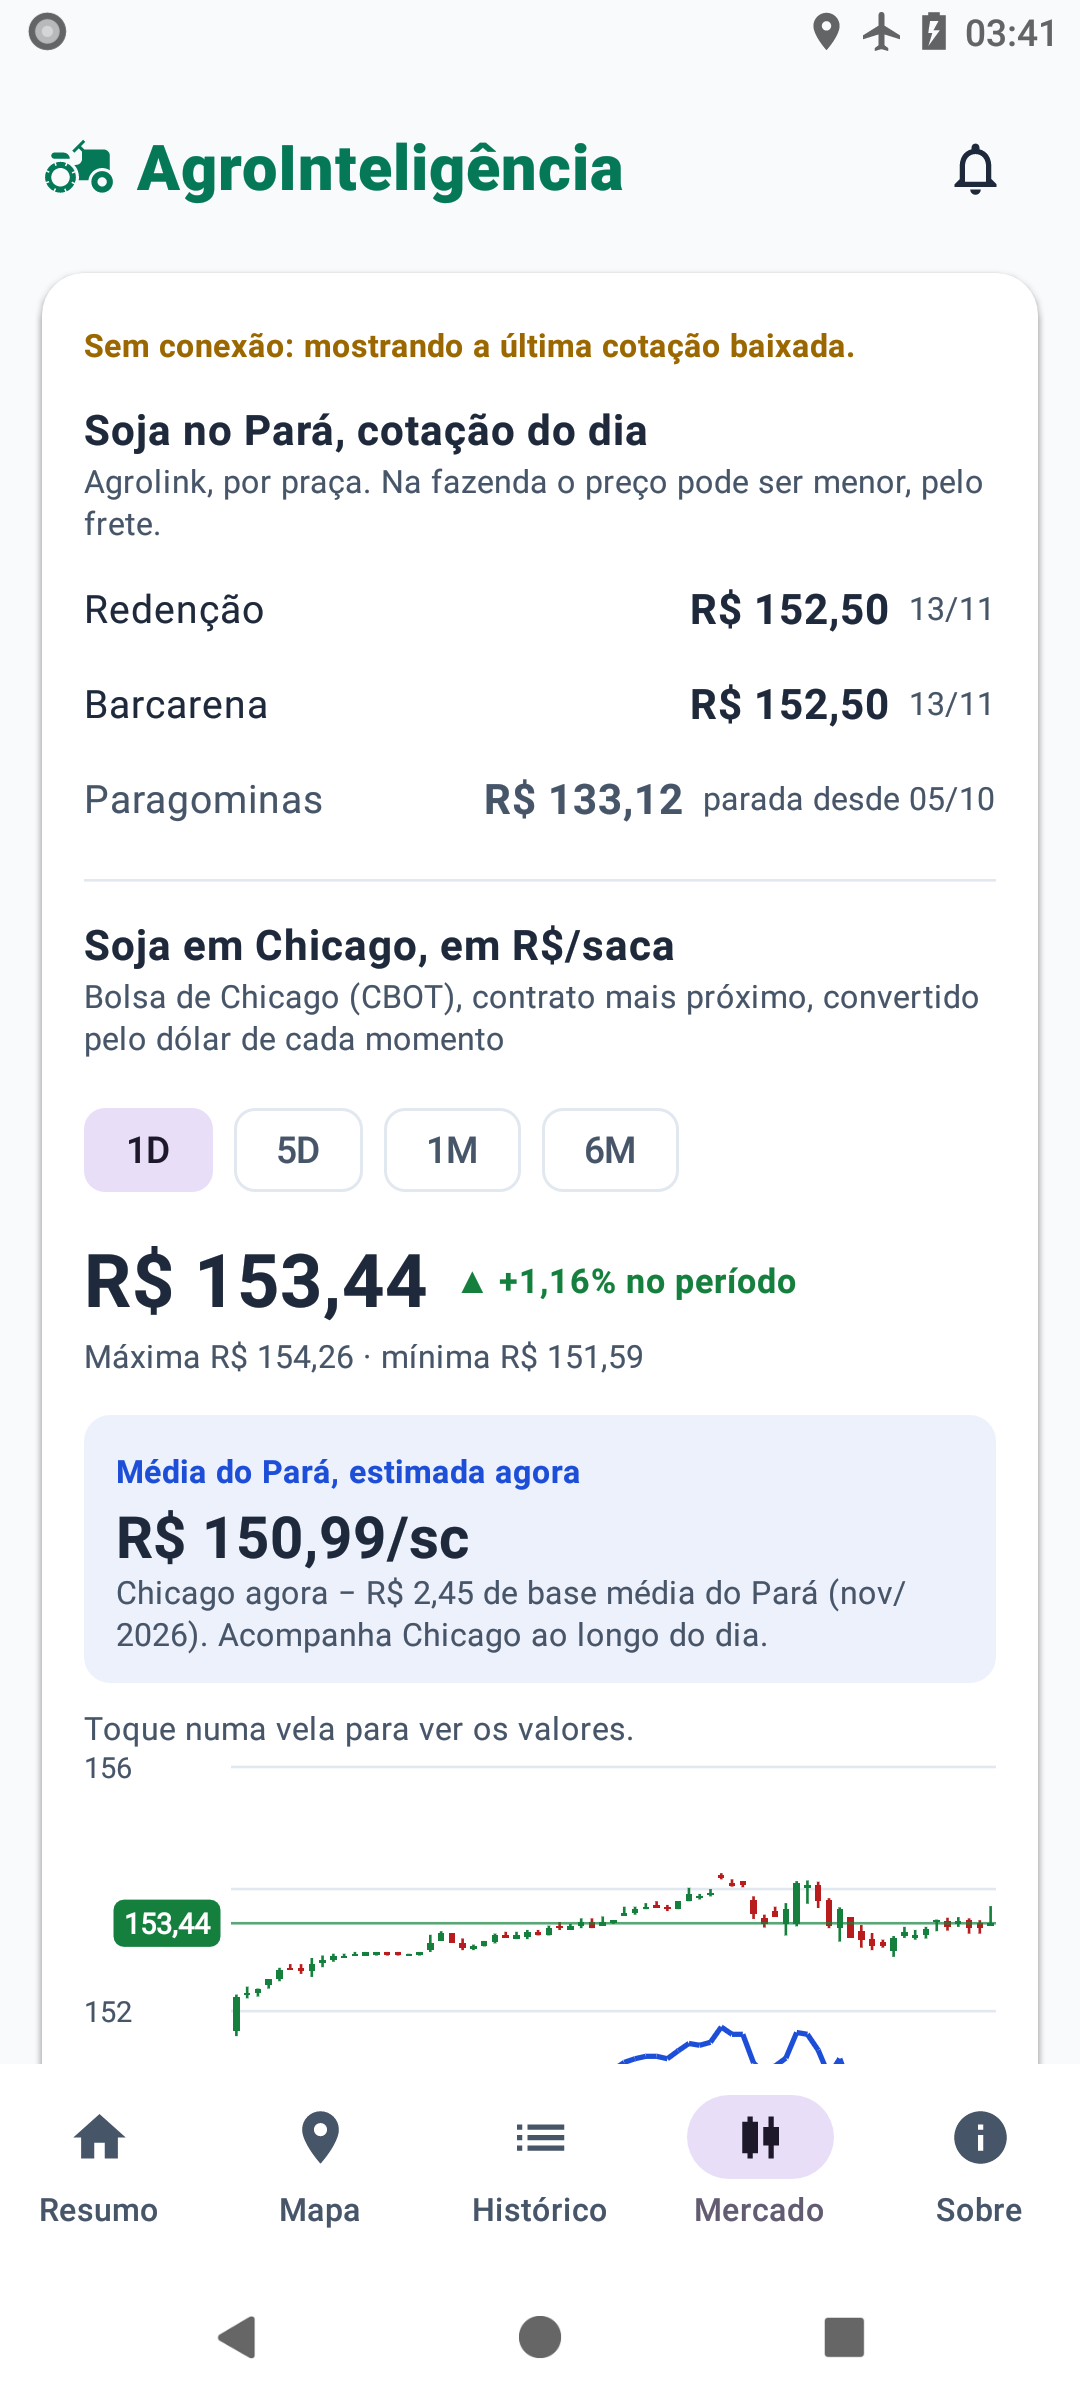 03:41
AgroInteligência
Sem conexão: mostrando a última cotação baixada.
Soja no Pará, cotação do dia
Agrolink, por praça. Na fazenda o preço pode ser menor, pelo
frete.
Redenção R$ 152,50 13/11
Barcarena R$ 152,50 13/11
Paragominas R$ 133,12 parada desde 05/10
Soja em Chicago, em R$/saca
Bolsa de Chicago (CBOT), contrato mais próximo, convertido
pelo dólar de cada momento
1D 5D 1M 6M
R$ 153,44 ▲ +1,16% no período
Máxima R$ 154,26 · mínima R$ 151,59
Média do Pará, estimada agora
R$ 150,99/sc
Chicago agora − R$ 2,45 de base média do Pará (nov/
2026). Acompanha Chicago ao longo do dia.
Toque numa vela para ver os valores.
156
153,44
152
Resumo Mapa Histórico Mercado Sobre